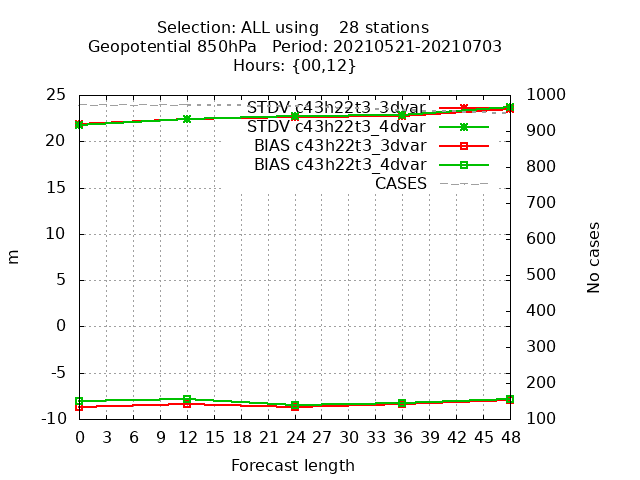 Selection: ALL using    28 stations
Geopotential 850hPa   Period: 20210521-20210703
Hours: {00,12}
25 1000
STDV c43h22t3_3dvar
STDV c43h22t3_4dvar
20 900
BIAS c43h22t3_3dvar
BIAS c43h22t3_4dvar
800
CASES
15
700
10 600
5 500
m
No cases
400
0
300
-5
200
-10 100
0 3 6 9 12 15 18 21 24 27 30 33 36 39 42 45 48
Forecast length